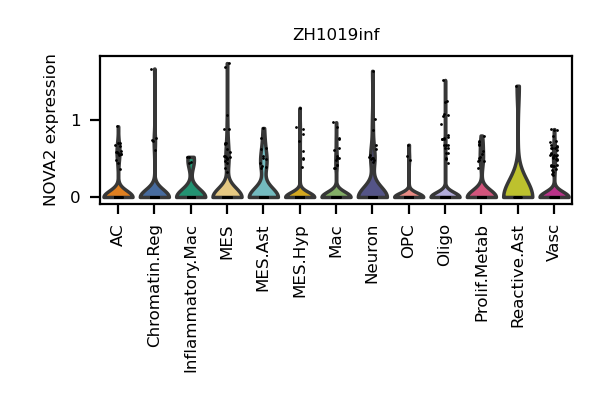 ZH1019inf
NOVA2 expression
1
0
AC
Chromatin.Reg
Inflammatory.Mac
MES
MES.Ast
MES.Hyp
Mac
Neuron
OPC
Oligo
Prolif.Metab
Reactive.Ast
Vasc